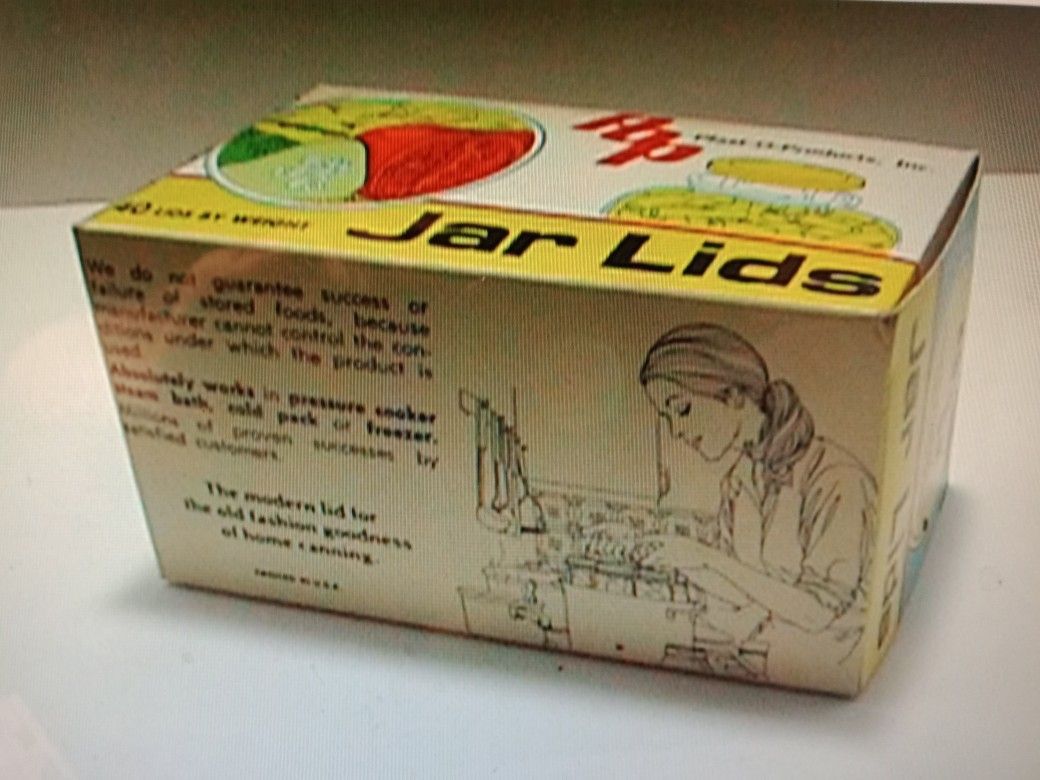 Plast-O-Products, Inc.
40 LIDS BY WEIGHT
Jar Lids
We do not guarantee success or
failure of stored foods, because
manufacturer cannot control the con-
ditions under which the product is
used.
Absolutely works in pressure cooker
steam bath, cold pack or freezer.
Millions of proven successes by
satisfied customers.
The modern lid for
the old fashion goodness
of home canning.